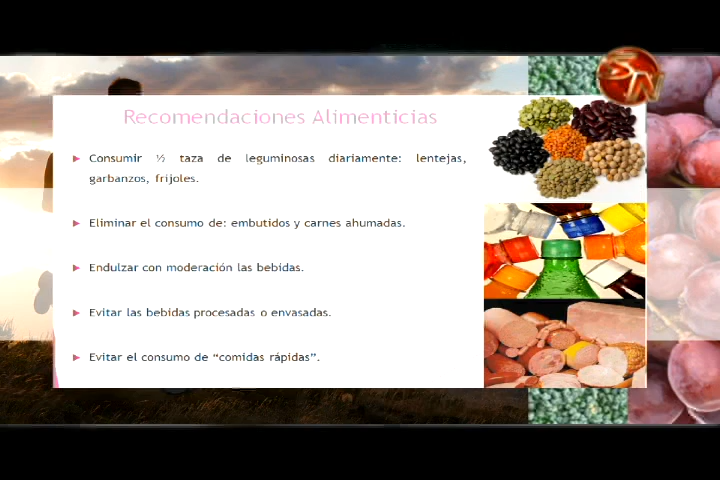 SN
Recomendaciones Alimenticias
► Consumir ½ taza de leguminosas diariamente: lentejas,
garbanzos, frijoles.
► Eliminar el consumo de: embutidos y carnes ahumadas.
► Endulzar con moderación las bebidas.
► Evitar las bebidas procesadas o envasadas.
► Evitar el consumo de “comidas rápidas”.